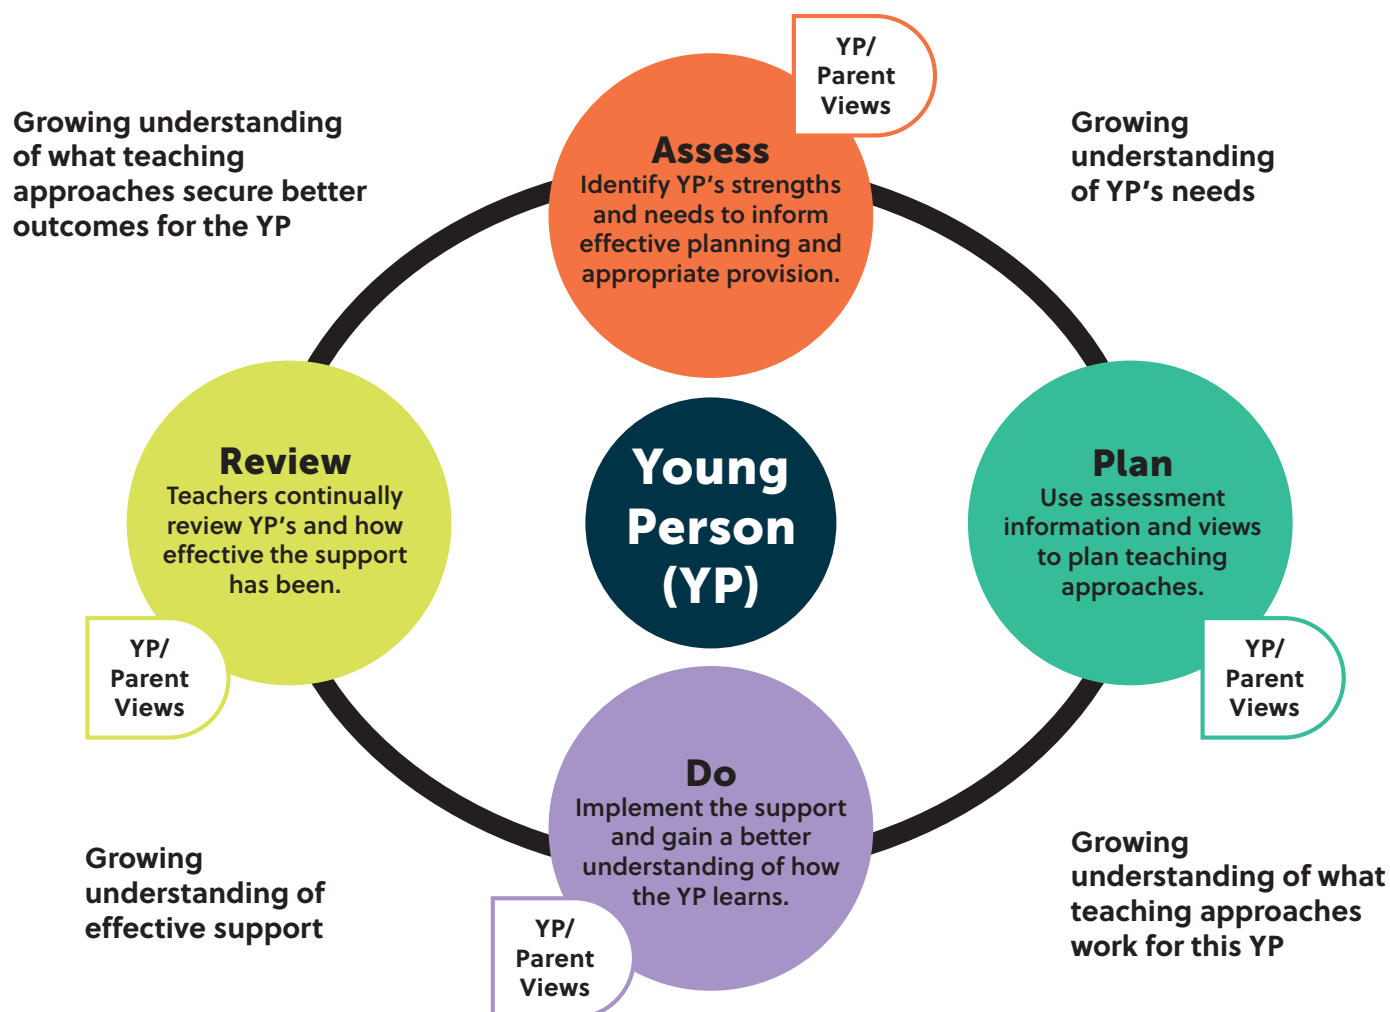 YP/
Parent
Views
Assess
Identify YP's strengths
and needs to inform
effective planning and
appropriate provision.
Growing
understanding
of YP's needs
Plan
Use assessment
information and views
to plan teaching
approaches.
YP/
Parent
Views
Growing
understanding of what
teaching approaches
work for this YP
Do
Implement the support
and gain a better
understanding of how
the YP learns.
YP/
Parent
Views
Growing
understanding of
effective support
Review
Teachers continually
review YP's and how
effective the support
has been.
YP/
Parent
Views
Growing understanding
of what teaching
approaches secure better
outcomes for the YP
Young
Person
(YP)